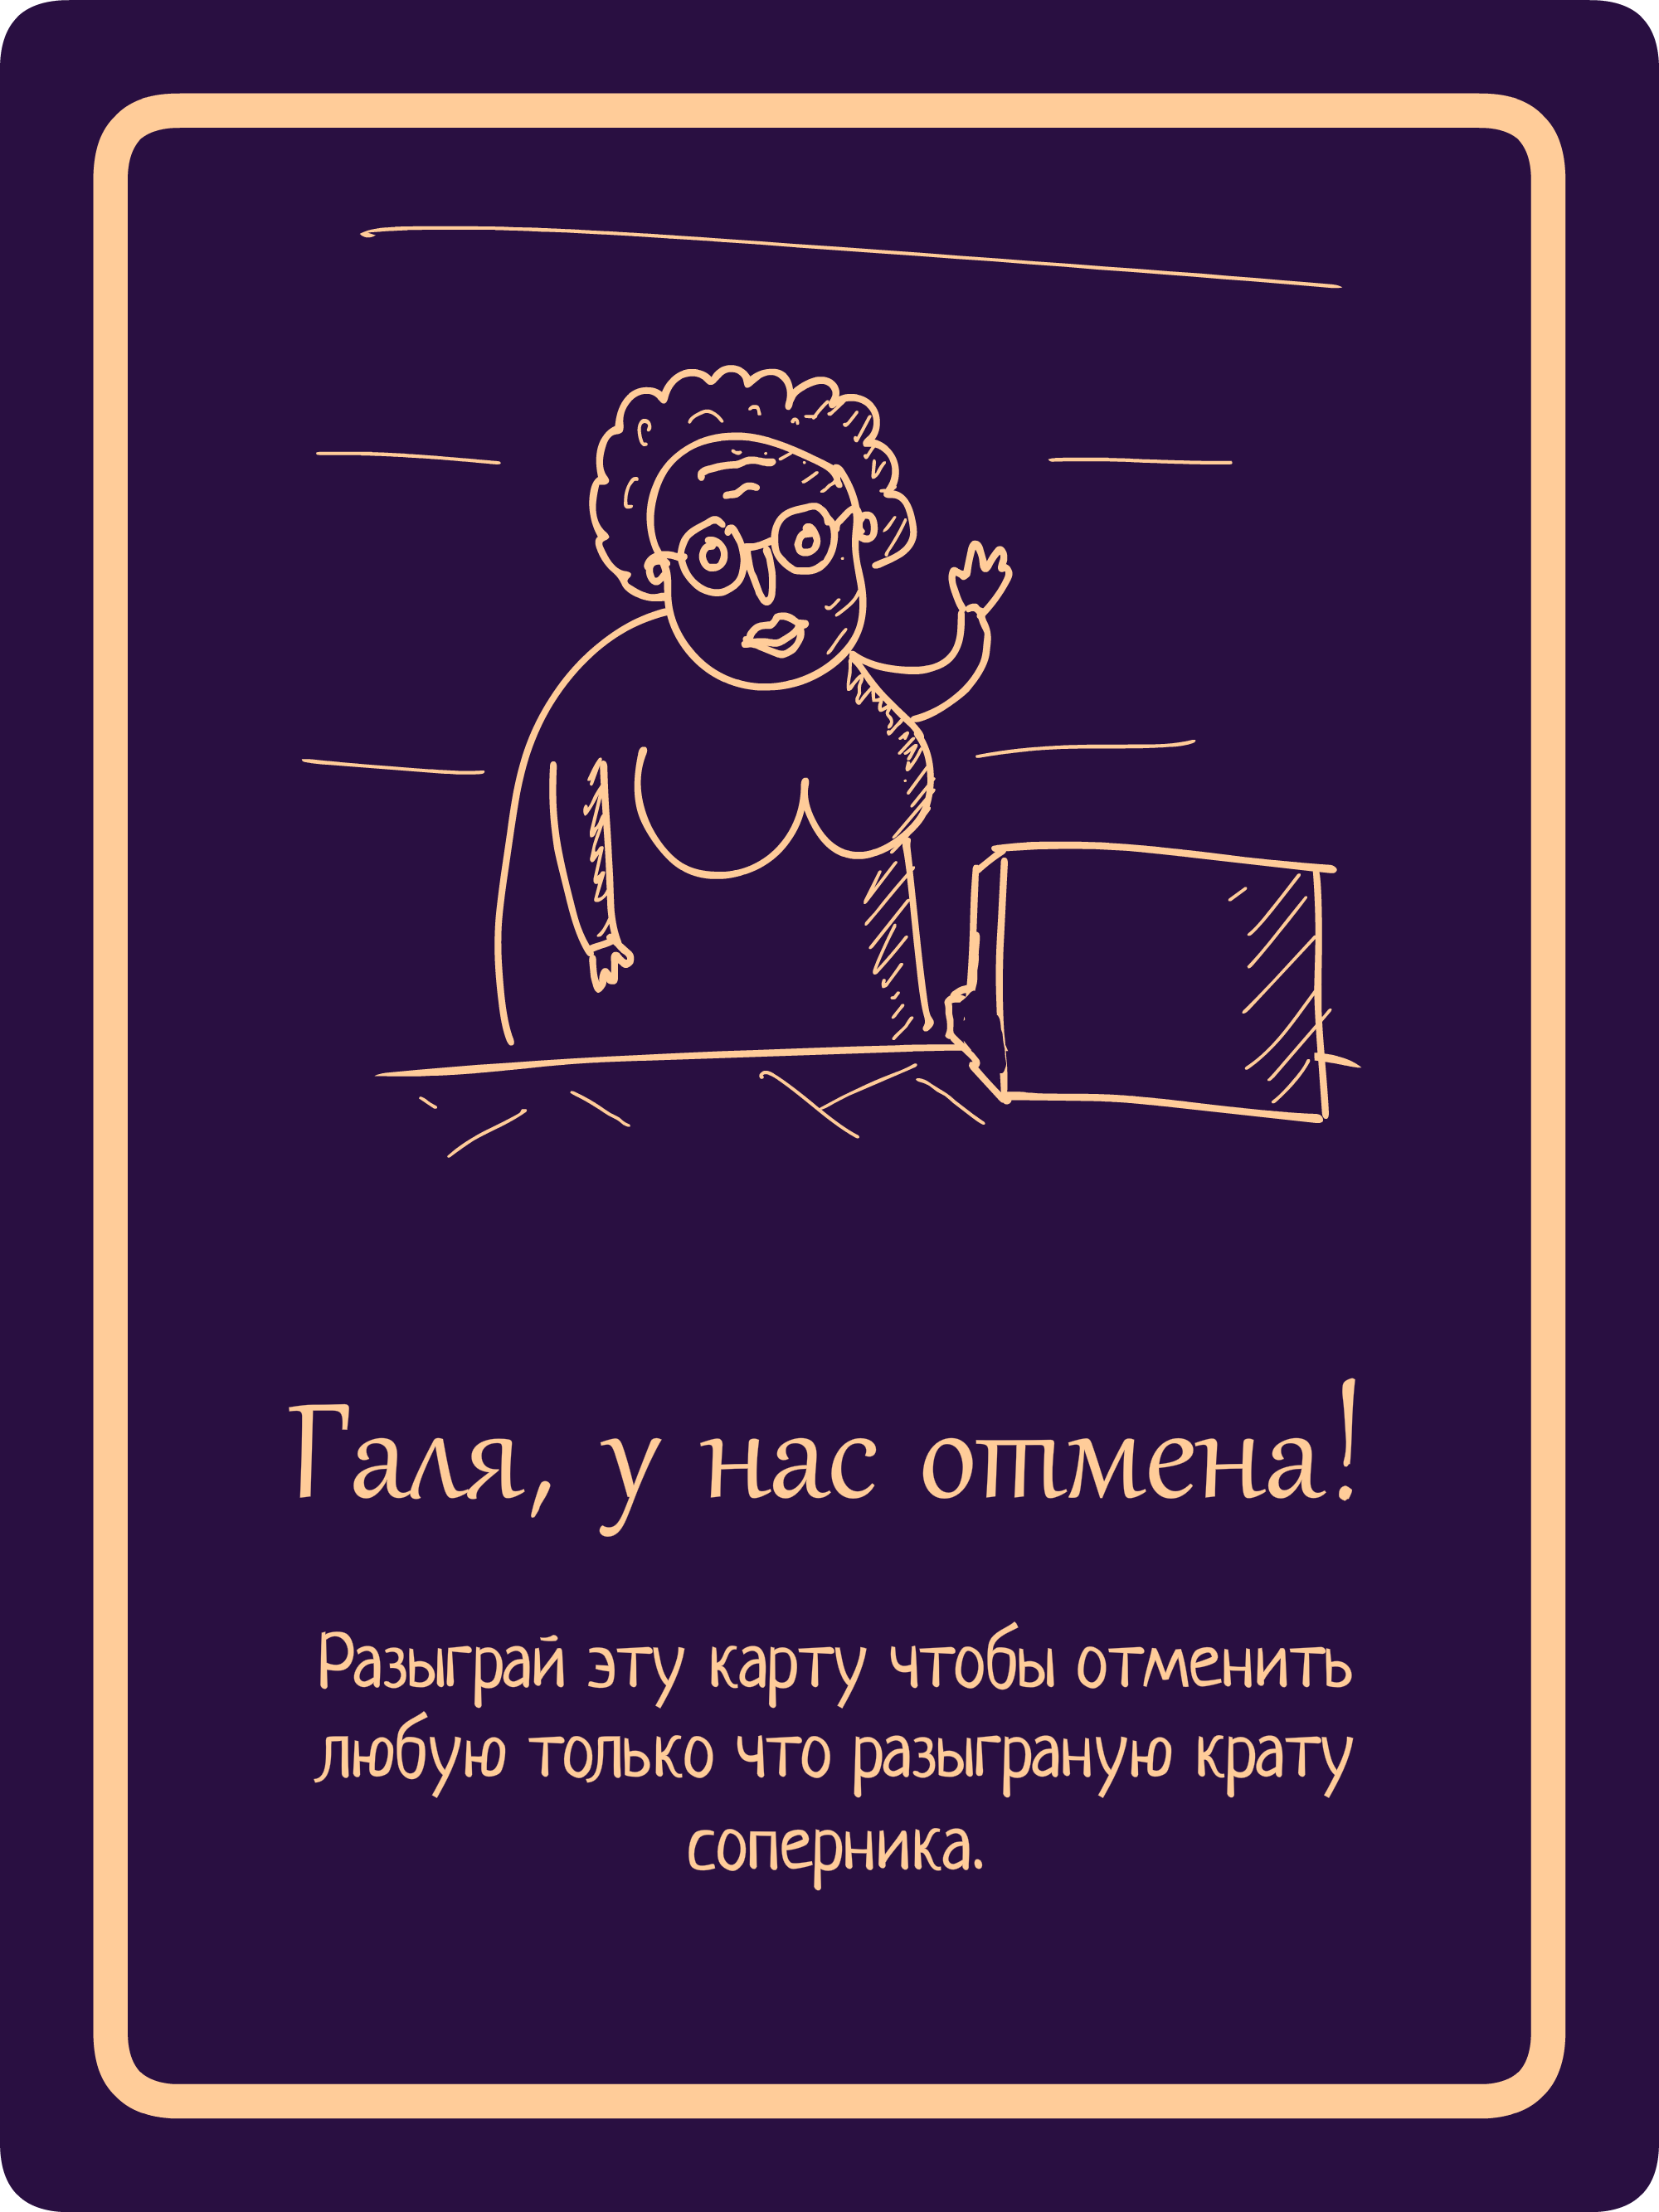 Галя, у нас отмена!
Разыграй эту карту чтобы отменить
любую только что разыграную крату
соперника.